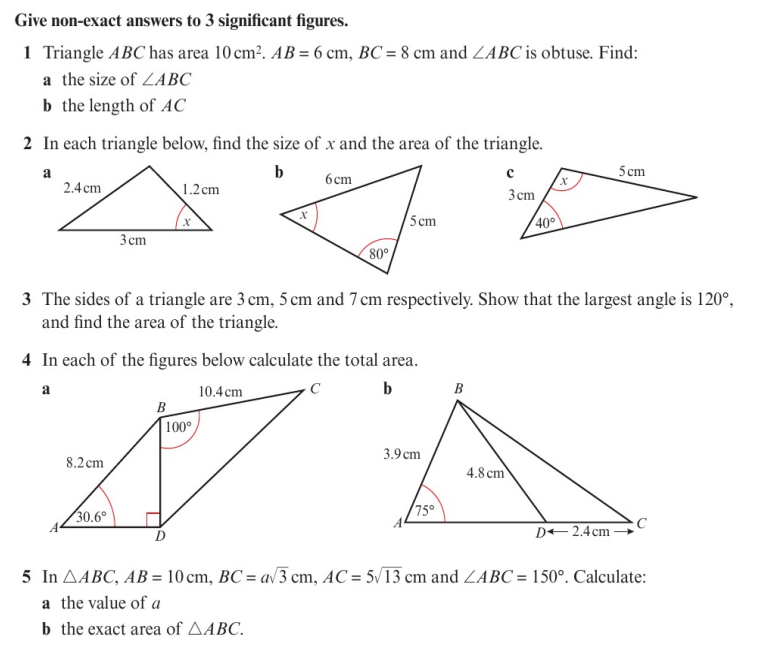 Give non-exact answers to 3 significant figures.
1 Triangle ABC has area 10 cm². AB = 6 cm, BC = 8 cm and ∠ABC is obtuse. Find:
a the size of ∠ABC
b the length of AC
2 In each triangle below, find the size of x and the area of the triangle.
a
2.4 cm
1.2 cm
x
3 cm
b
6 cm
x
5 cm
80°
c
5 cm
x
3 cm
40°
3 The sides of a triangle are 3 cm, 5 cm and 7 cm respectively. Show that the largest angle is 120°,
and find the area of the triangle.
4 In each of the figures below calculate the total area.
a
10.4 cm
C
B
100°
8.2 cm
30.6°
A
D
b
B
3.9 cm
4.8 cm
75°
A
D
2.4 cm
C
5 In △ABC, AB = 10 cm, BC = a√3 cm, AC = 5√13 cm and ∠ABC = 150°. Calculate:
a the value of a
b the exact area of △ABC.